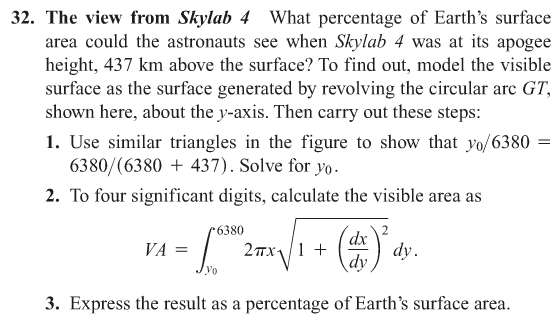 32. The view from Skylab 4 What percentage of Earth's surface
area could the astronauts see when Skylab 4 was at its apogee
height, 437 km above the surface? To find out, model the visible
surface as the surface generated by revolving the circular arc GT,
shown here, about the y-axis. Then carry out these steps:
1. Use similar triangles in the figure to show that y₀/6380 =
6380/(6380 + 437). Solve for y₀.
2. To four significant digits, calculate the visible area as
VA = ∫_{y₀}^{6380} 2πx√(1 + (dx/dy)²) dy.
3. Express the result as a percentage of Earth's surface area.